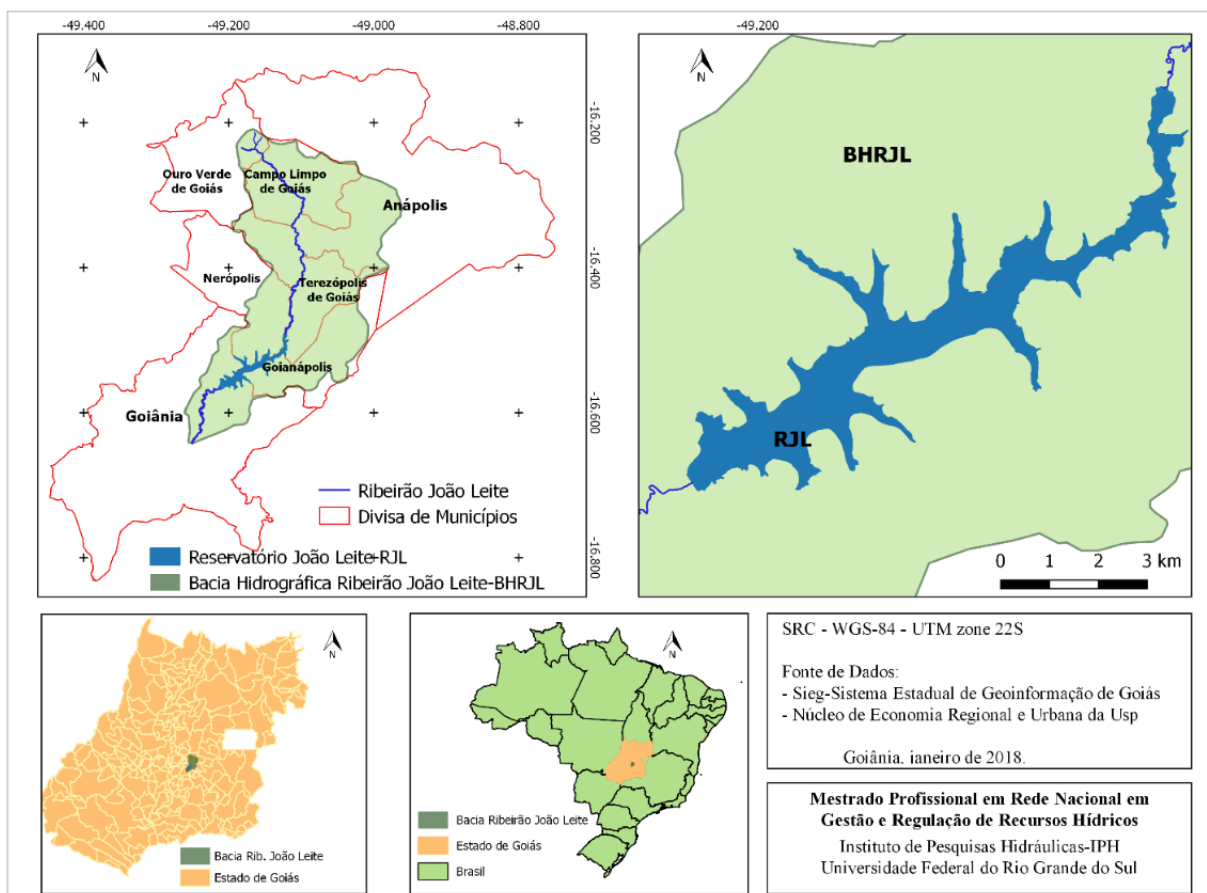 -49.400
-49.200
-49.000
-48.800
-49.200
N
-16.200
-16.400
-16.600
-16.800
Ouro Verde
de Goiás
Campo Limpo
de Goiás
Anápolis
Nerópolis
Terezópolis
de Goiás
Goianápolis
Goiânia
Ribeirão João Leite
Divisa de Municípios
Reservatório João Leite-RJL
Bacia Hidrográfica Ribeirão João Leite-BHRJL
N
BHRJL
RJL
0 1 2 3 km
N
Bacia Rib. João Leite
Estado de Goiás
N
Bacia Ribeirão João Leite
Estado de Goiás
Brasil
SRC - WGS-84 - UTM zone 22S
Fonte de Dados:
- Sieg-Sistema Estadual de Geoinformação de Goiás
- Núcleo de Economia Regional e Urbana da Usp
Goiânia, janeiro de 2018.
Mestrado Profissional em Rede Nacional em
Gestão e Regulação de Recursos Hídricos
Instituto de Pesquisas Hidráulicas-IPH
Universidade Federal do Rio Grande do Sul